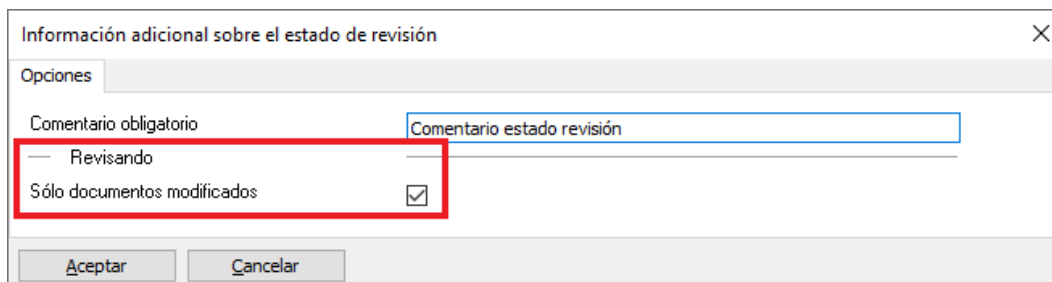 Información adicional sobre el estado de revisión
Opciones
Comentario obligatorio Comentario estado revisión
Revisando
Sólo documentos modificados
Aceptar Cancelar